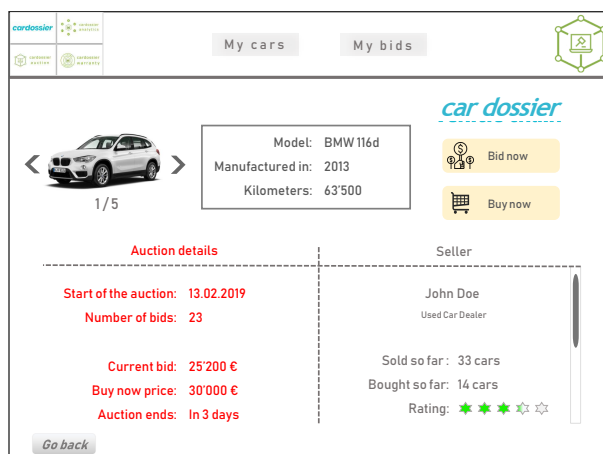 cardossier
cardossier
analytics
cardossier
auction
cardossier
warranty
My cars
My bids
car dossier
Model: BMW 116d
Manufactured in: 2013
Kilometers: 63'500
Bid now
Buy now
1/5
Auction details
Seller
Start of the auction: 13.02.2019
Number of bids: 23
Current bid: 25'200 €
Buy now price: 30'000 €
Auction ends: In 3 days
John Doe
Used Car Dealer
Sold so far: 33 cars
Bought so far: 14 cars
Rating:
Go back